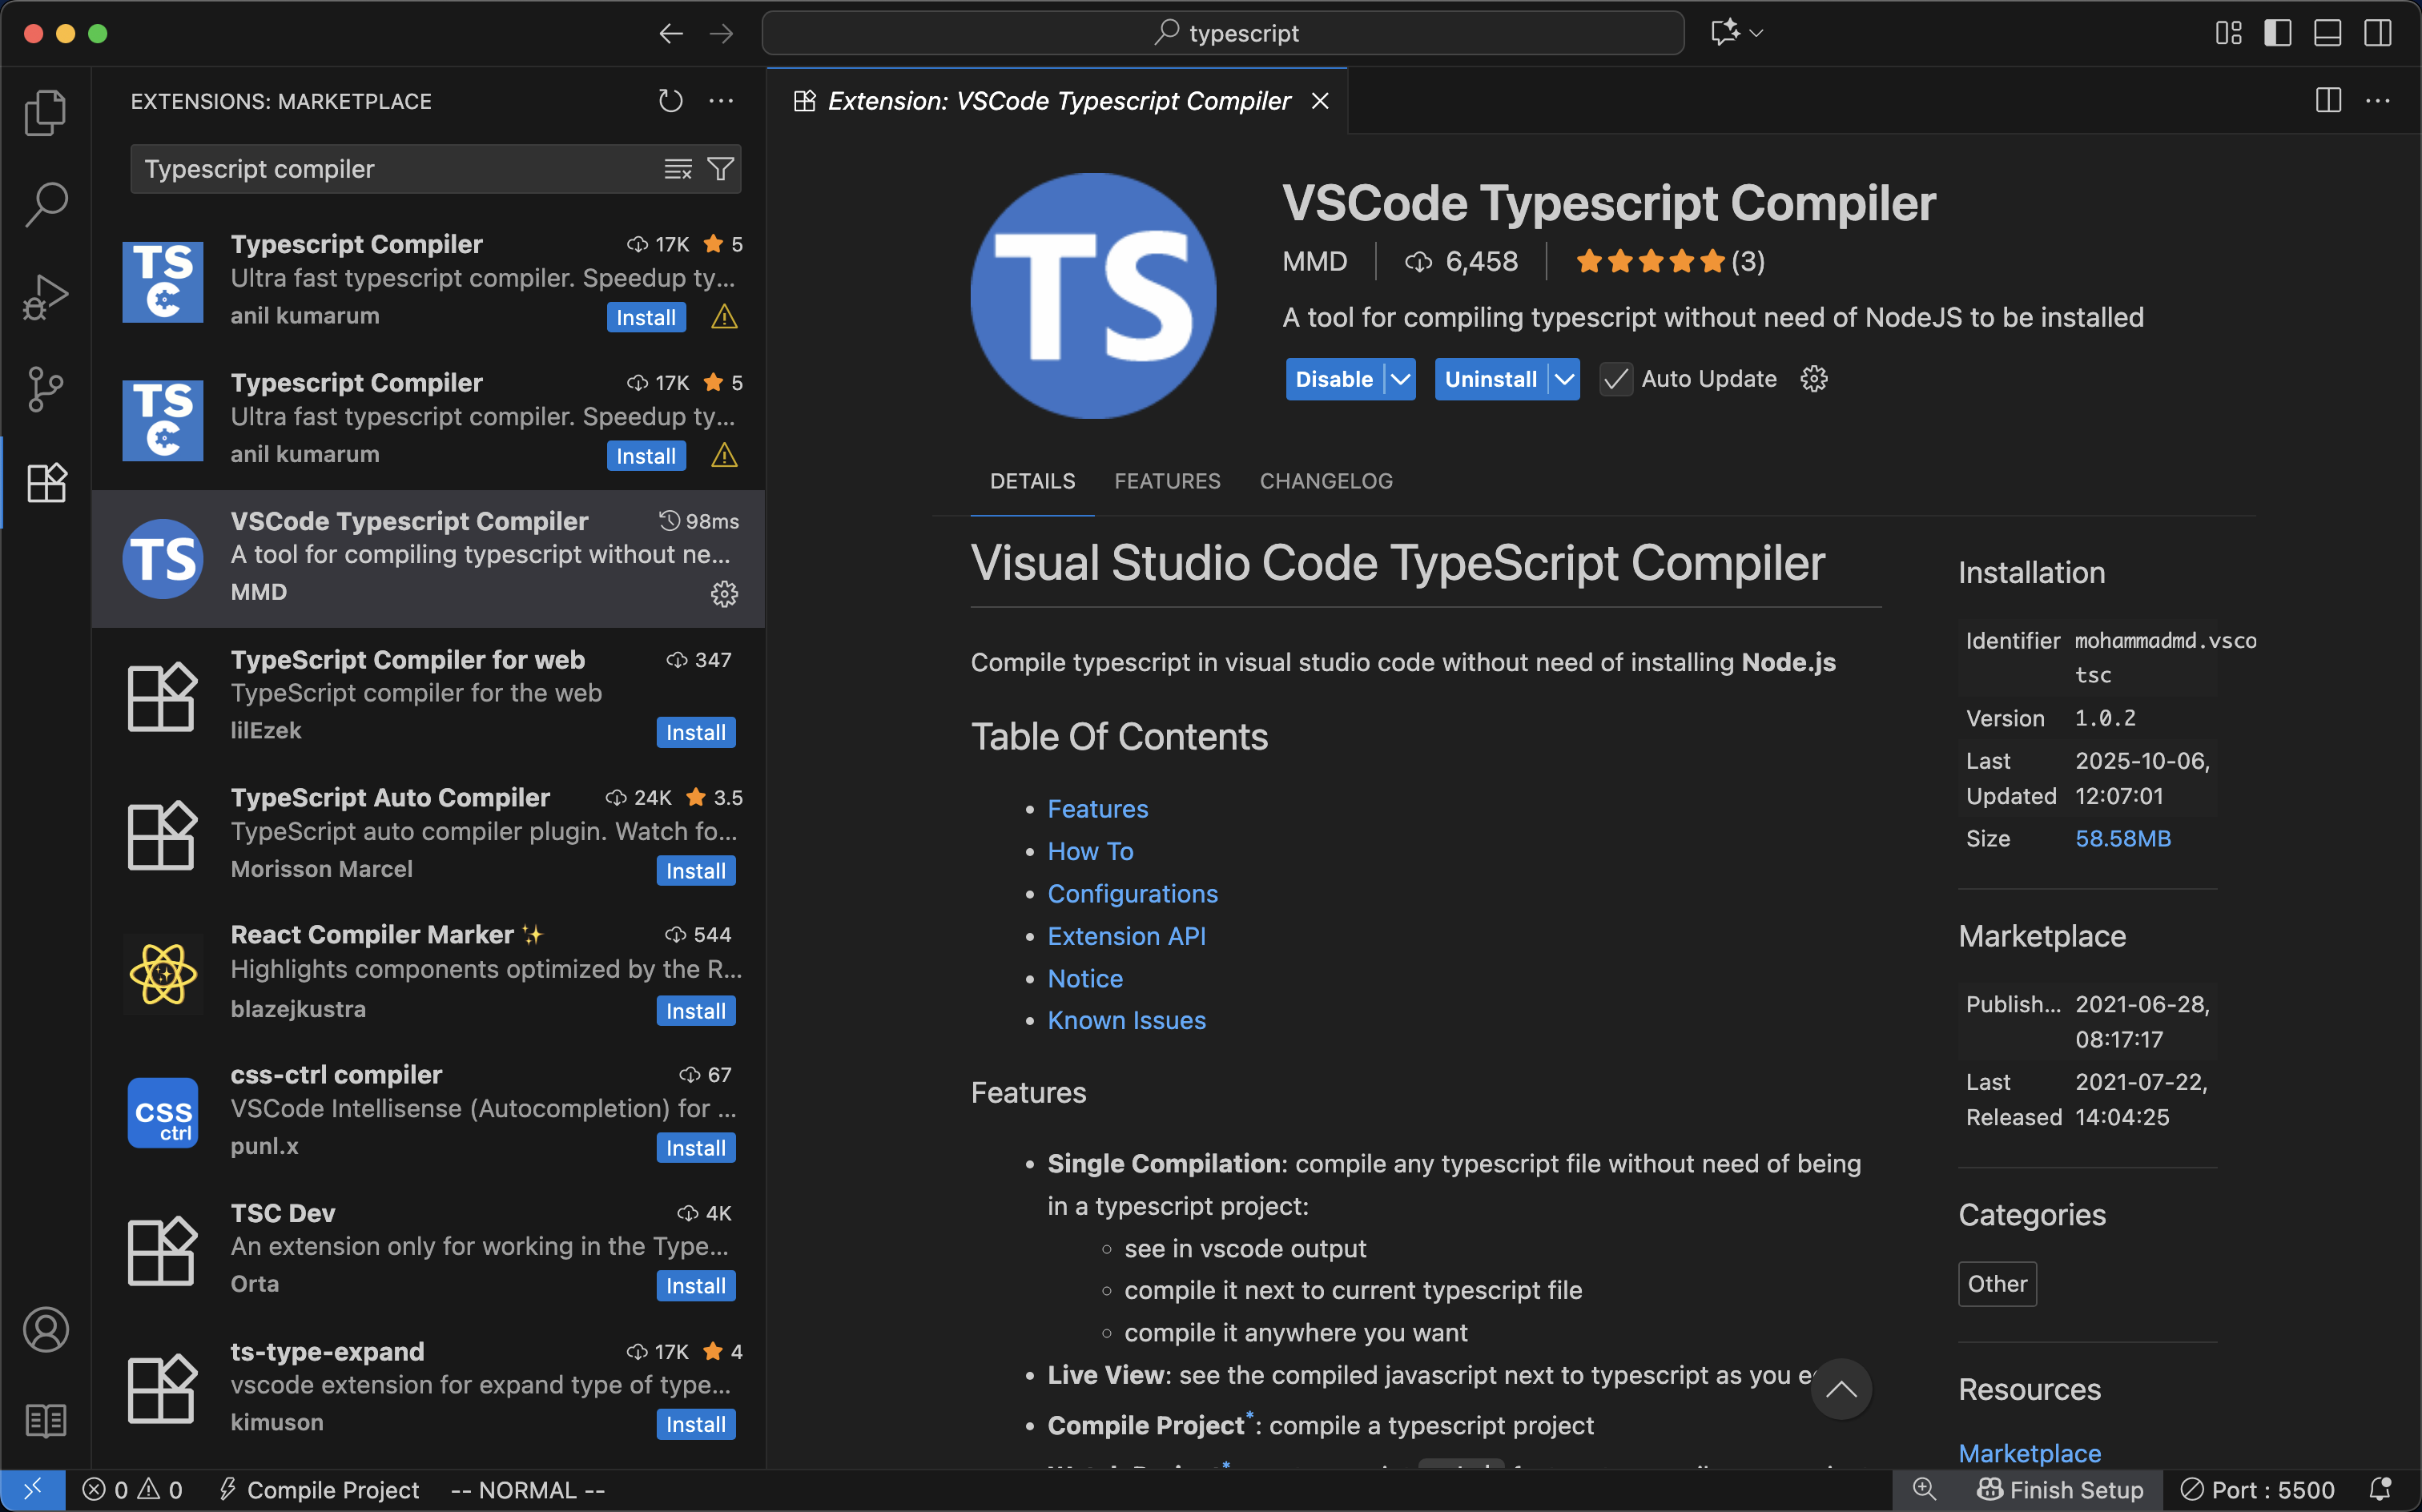 typescript
EXTENSIONS: MARKETPLACE
Typescript compiler
TSC
Typescript Compiler 17K 5
Ultra fast typescript compiler. Speedup ty...
anil kumarum Install
TSC
Typescript Compiler 17K 5
Ultra fast typescript compiler. Speedup ty...
anil kumarum Install
TS
VSCode Typescript Compiler 98ms
A tool for compiling typescript without ne...
MMD
TypeScript Compiler for web 347
TypeScript compiler for the web
lilEzek Install
TypeScript Auto Compiler 24K 3.5
TypeScript auto compiler plugin. Watch fo...
Morisson Marcel Install
React Compiler Marker ✨ 544
Highlights components optimized by the R...
blazejkustra Install
css ctrl
css-ctrl compiler 67
VSCode Intellisense (Autocompletion) for ...
punl.x Install
TSC Dev 4K
An extension only for working in the Type...
Orta Install
ts-type-expand 17K 4
vscode extension for expand type of type...
kimuson Install
Extension: VSCode Typescript Compiler
TS
VSCode Typescript Compiler
MMD 6,458 (3)
A tool for compiling typescript without need of NodeJS to be installed
Disable Uninstall Auto Update
DETAILS FEATURES CHANGELOG
Visual Studio Code TypeScript Compiler
Compile typescript in visual studio code without need of installing Node.js
Table Of Contents
• Features
• How To
• Configurations
• Extension API
• Notice
• Known Issues
Features
• Single Compilation: compile any typescript file without need of being
in a typescript project:
◦ see in vscode output
◦ compile it next to current typescript file
◦ compile it anywhere you want
• Live View: see the compiled javascript next to typescript as you
• Compile Project*: compile a typescript project
Installation
Identifier mohammadmd.vsco
tsc
Version 1.0.2
Last 2025-10-06,
Updated 12:07:01
Size 58.58MB
Marketplace
Publish... 2021-06-28,
08:17:17
Last 2021-07-22,
Released 14:04:25
Categories
Other
Resources
Marketplace
0 0 Compile Project -- NORMAL -- Finish Setup Port : 5500